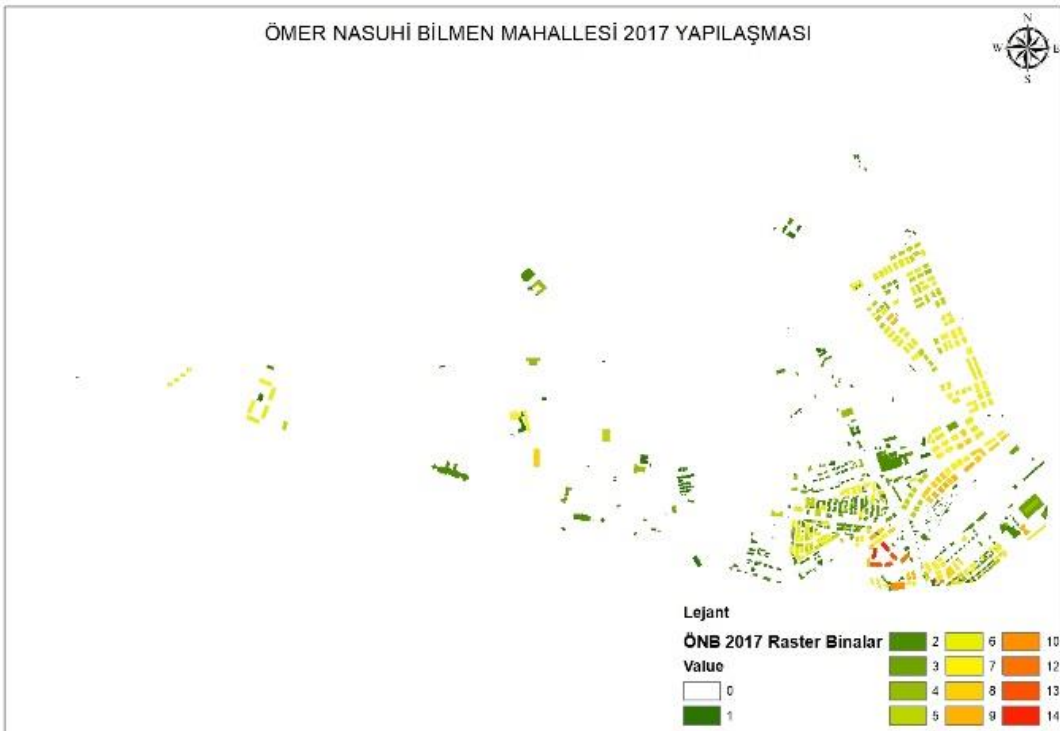 ÖMER NASUHİ BİLMEN MAHALLESİ 2017 YAPILAŞMASI
N
W
E
S
Lejant
ÖNB 2017 Raster Binalar
Value
0
1
2
3
4
5
6
7
8
9
10
12
13
14